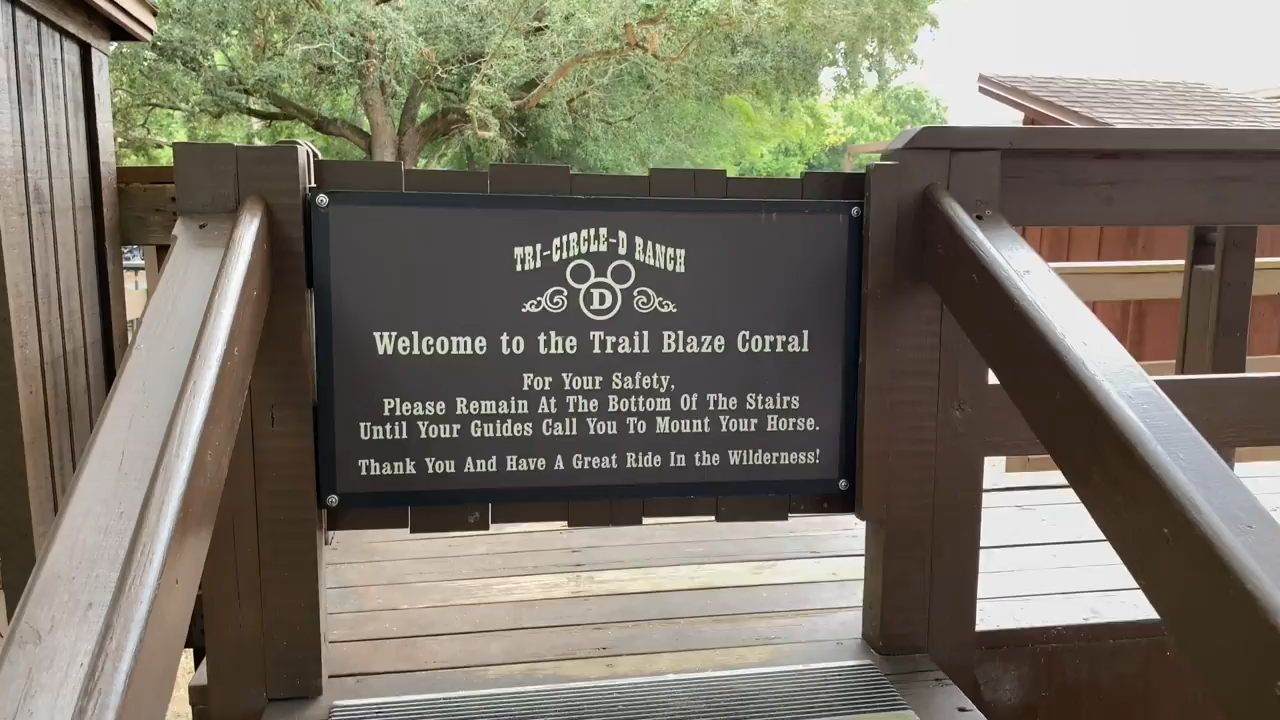 TRI-CIRCLE-D RANCH
D
Welcome to the Trail Blaze Corral
For Your Safety,
Please Remain At The Bottom Of The Stairs
Until Your Guides Call You To Mount Your Horse.
Thank You And Have A Great Ride In the Wilderness!